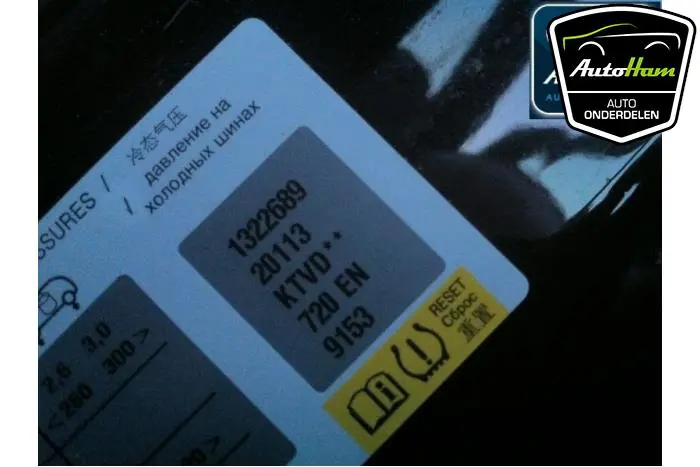 SSURES / 冷态气压
/ давление на
холодных шинах
2,6 3,0
<260 300>
1322689
20113
KTVD**
720 EN
9153
RESET
Сброс
重置
AutoHam
AUTO
ONDERDELEN